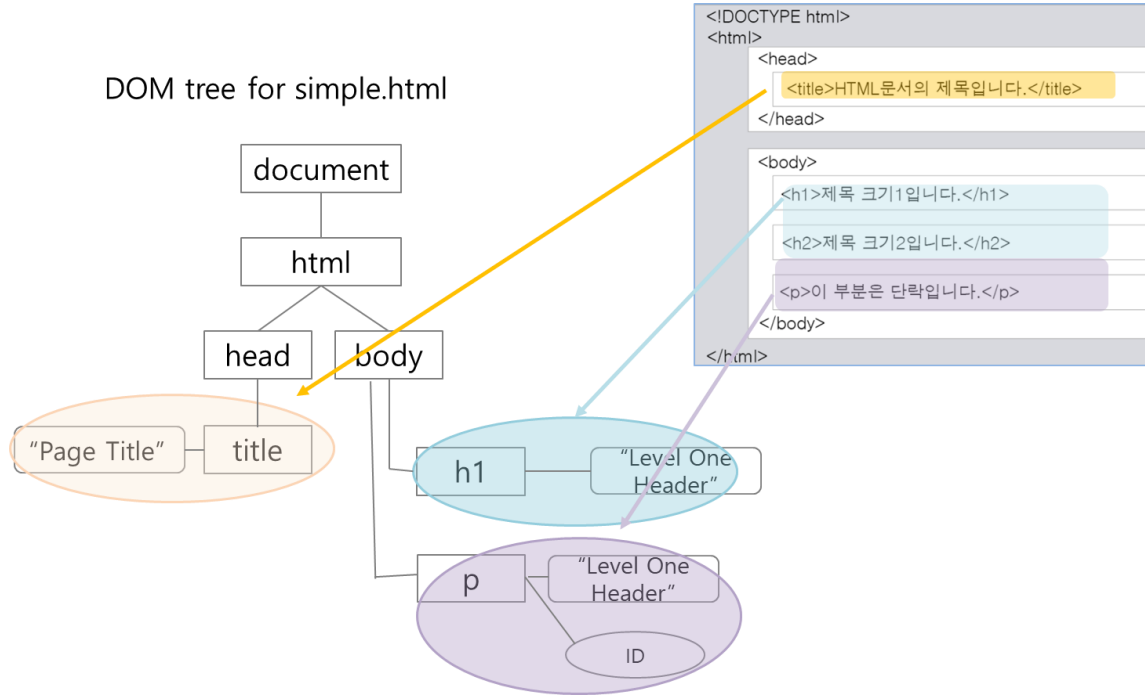 DOM tree for simple.html
document
html
head
body
"Page Title"
title
h1
"Level One
Header"
p
"Level One
Header"
ID
<!DOCTYPE html>
<html>
<head>
<title>HTML문서의 제목입니다.</title>
</head>
<body>
<h1>제목 크기1입니다.</h1>
<h2>제목 크기2입니다.</h2>
<p>이 부분은 단락입니다.</p>
</body>
</html>